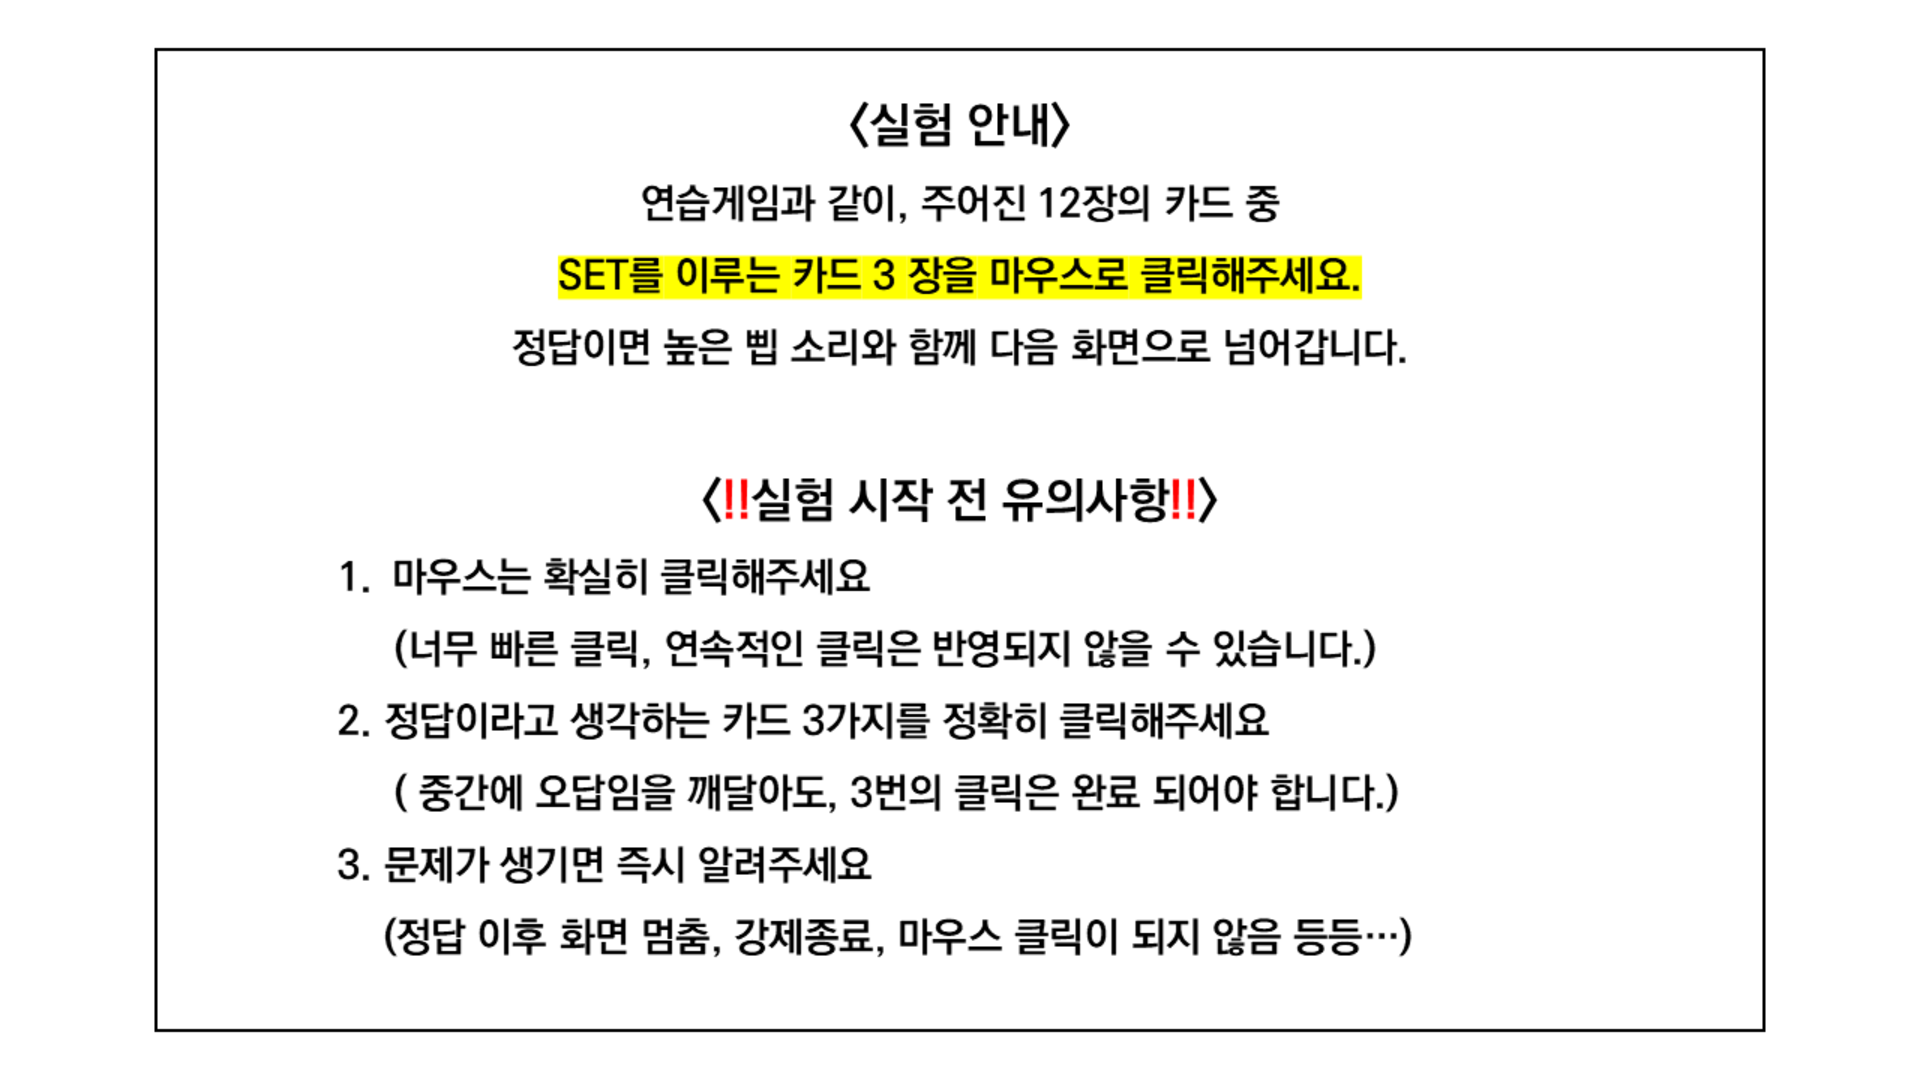 <실험 안내>
연습게임과 같이, 주어진 12장의 카드 중
SET를 이루는 카드 3 장을 마우스로 클릭해주세요.
정답이면 높은 삡 소리와 함께 다음 화면으로 넘어갑니다.
<!!실험 시작 전 유의사항!!>
1. 마우스는 확실히 클릭해주세요
(너무 빠른 클릭, 연속적인 클릭은 반영되지 않을 수 있습니다.)
2. 정답이라고 생각하는 카드 3가지를 정확히 클릭해주세요
( 중간에 오답임을 깨달아도, 3번의 클릭은 완료 되어야 합니다.)
3. 문제가 생기면 즉시 알려주세요
(정답 이후 화면 멈춤, 강제종료, 마우스 클릭이 되지 않음 등등…)